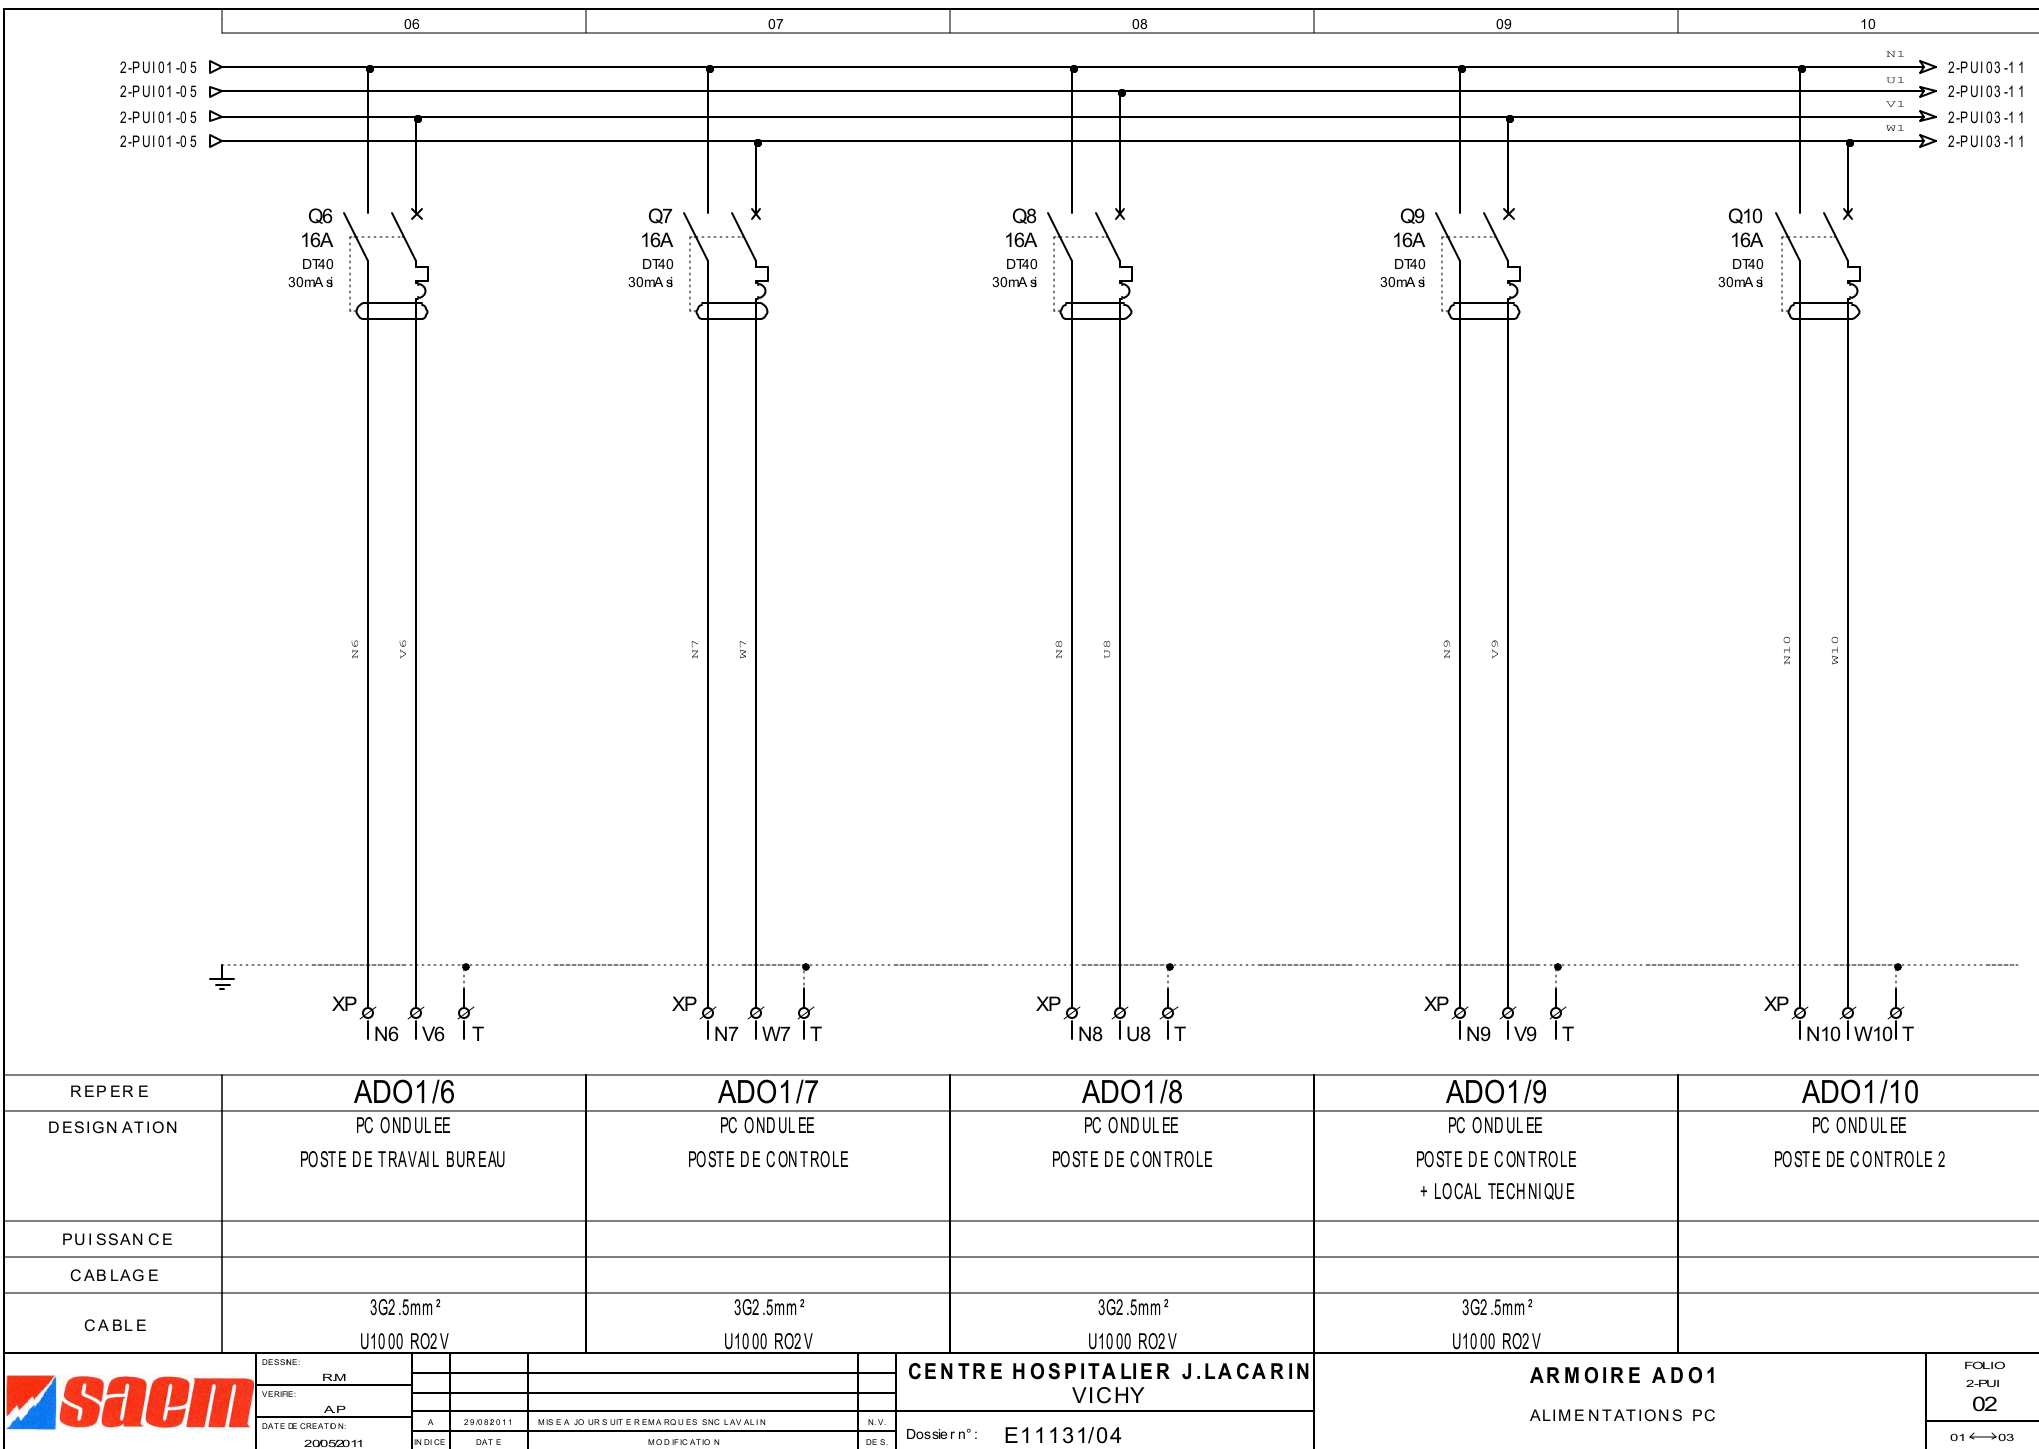 06 07 08 09 10
2-PUI01-05 N1 2-PUI03-11
2-PUI01-05 U1 2-PUI03-11
2-PUI01-05 V1 2-PUI03-11
2-PUI01-05 W1 2-PUI03-11
Q6 Q7 Q8 Q9 Q10
16A 16A 16A 16A 16A
DT40 DT40 DT40 DT40 DT40
30mA si 30mA si 30mA si 30mA si 30mA si
N6 V6 N7 W7 N8 U8 N9 V9 N10 W10
XP XP XP XP XP
N6 V6 T N7 W7 T N8 U8 T N9 V9 T N10 W10 T
REPERE ADO1/6 ADO1/7 ADO1/8 ADO1/9 ADO1/10
DESIGNATION PC ONDULEE PC ONDULEE PC ONDULEE PC ONDULEE PC ONDULEE
POSTE DE TRAVAIL BUREAU POSTE DE CONTROLE POSTE DE CONTROLE POSTE DE CONTROLE POSTE DE CONTROLE 2
+ LOCAL TECHNIQUE
PUISSANCE
CABLAGE
CABLE
3G2.5mm² 3G2.5mm² 3G2.5mm² 3G2.5mm²
U1000 RO2V U1000 RO2V U1000 RO2V U1000 RO2V
saem
DESSINE:
R.M
VERIFIE:
A.P
DATE DE CREATION:
20/05/2011
A 29/08/2011 MISE A JOUR SUITE REMARQUES SNC LAVALIN N.V.
INDICE DATE MODIFICATION DES.
CENTRE HOSPITALIER J.LACARIN
VICHY
Dossier n°: E11131/04
ARMOIRE ADO1
ALIMENTATIONS PC
FOLIO
2-PUI
02
01 ⟷ 03